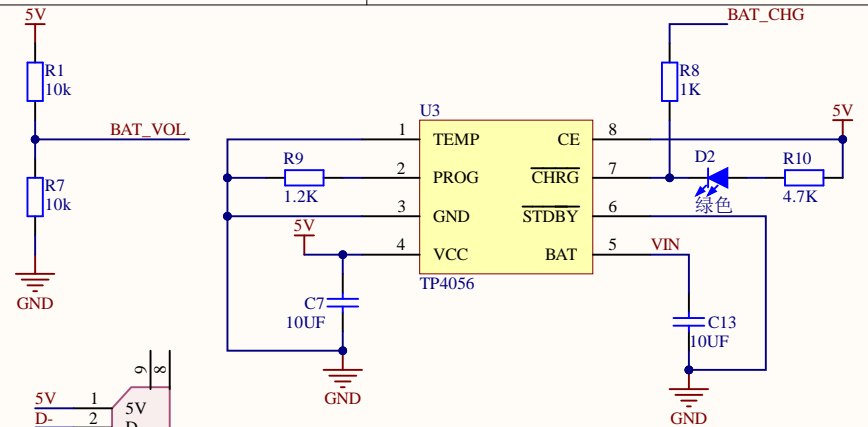 5V
BAT_CHG
R1
10k
R8
1K
U3
5V
BAT_VOL
1
TEMP
CE
8
R9
D2
R10
2
PROG
CHRG
7
R7
10k
1.2K
绿色
4.7K
3
GND
STDBY
6
5V
4
VCC
BAT
5
VIN
TP4056
GND
C7
10UF
C13
10UF
9
8
GND
5V
1
5V
GND
D-
2